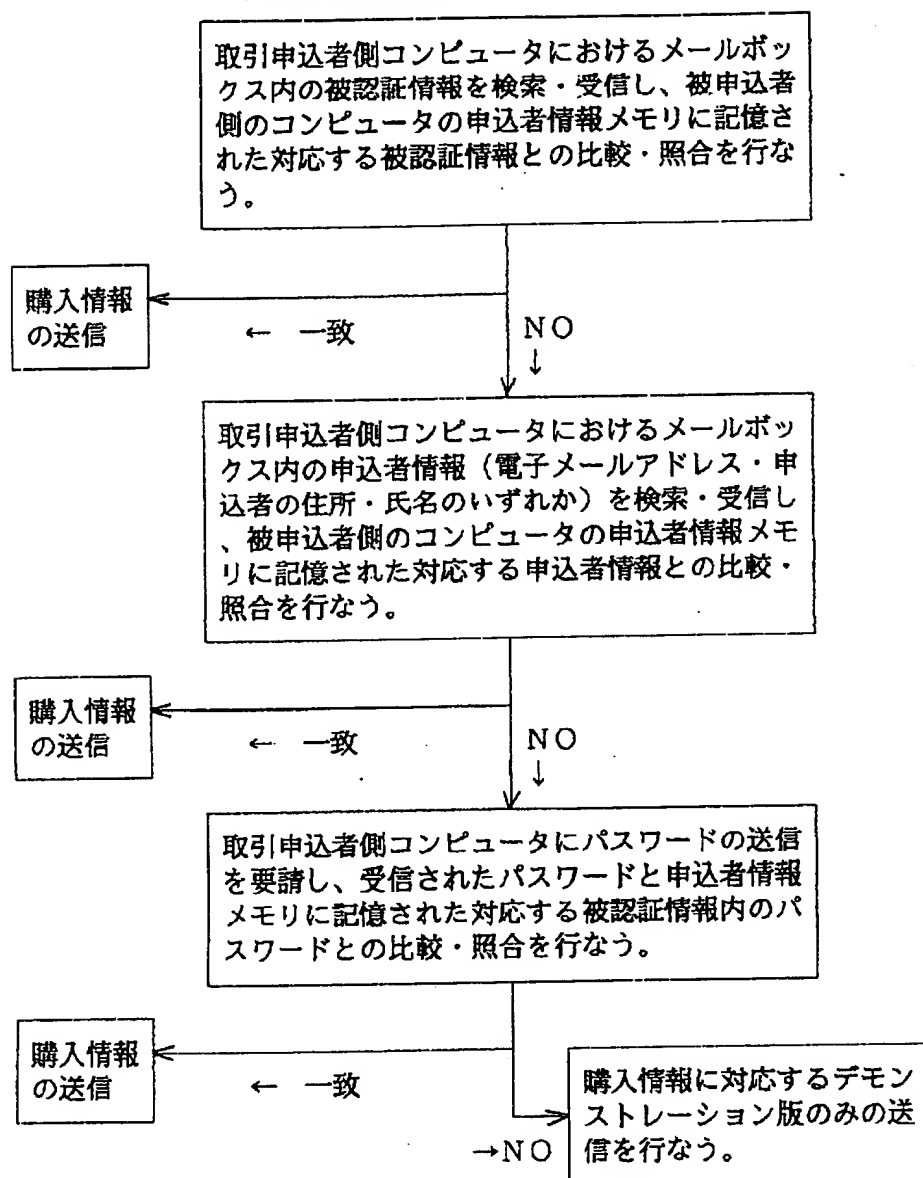 取引申込者側コンピュータにおけるメールボッ
クス内の被認証情報を検索・受信し、被申込者
側のコンピュータの申込者情報メモリに記憶さ
れた対応する被認証情報との比較・照合を行な
う。
購入情報
の送信
← 一致
NO
↓
取引申込者側コンピュータにおけるメールボッ
クス内の申込者情報（電子メールアドレス・申
込者の住所・氏名のいずれか）を検索・受信し
、被申込者側のコンピュータの申込者情報メモ
リに記憶された対応する申込者情報との比較・
照合を行なう。
購入情報
の送信
← 一致
NO
↓
取引申込者側コンピュータにパスワードの送信
を要請し、受信されたパスワードと申込者情報
メモリに記憶された対応する被認証情報内のパ
スワードとの比較・照合を行なう。
購入情報
の送信
← 一致
→NO
購入情報に対応するデモン
ストレーション版のみの送
信を行なう。